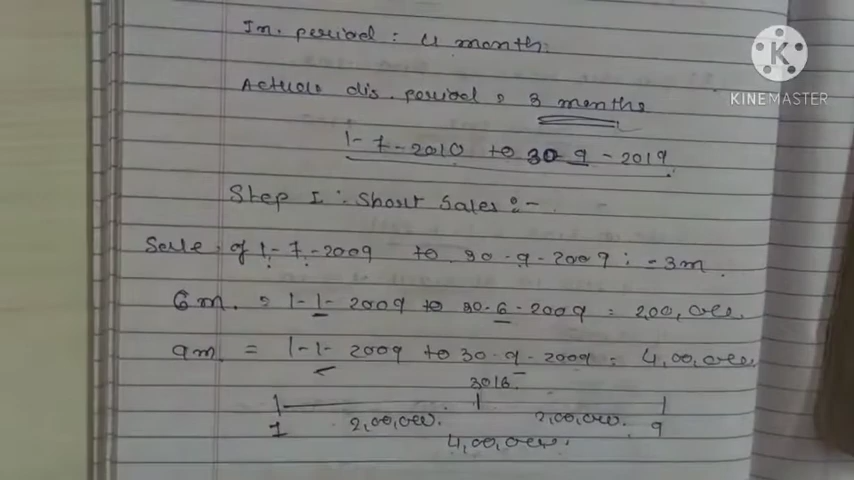 In. period : 4 month:
K
KINEMASTER
Actual dis. period = 3 months
1-7-2010 to 30 9 - 2019
Step I : Short Sales :-
Sale of 1-7-2009 to 30-9-2009 : = 3m.
6m. = 1-1-2009 to 30-6-2009 = 200,000.
9m. = 1-1-2009 to 30-9-2009 = 4,00,000.
30/6
2,00,000. 2,00,000.
1 9
4,00,000.